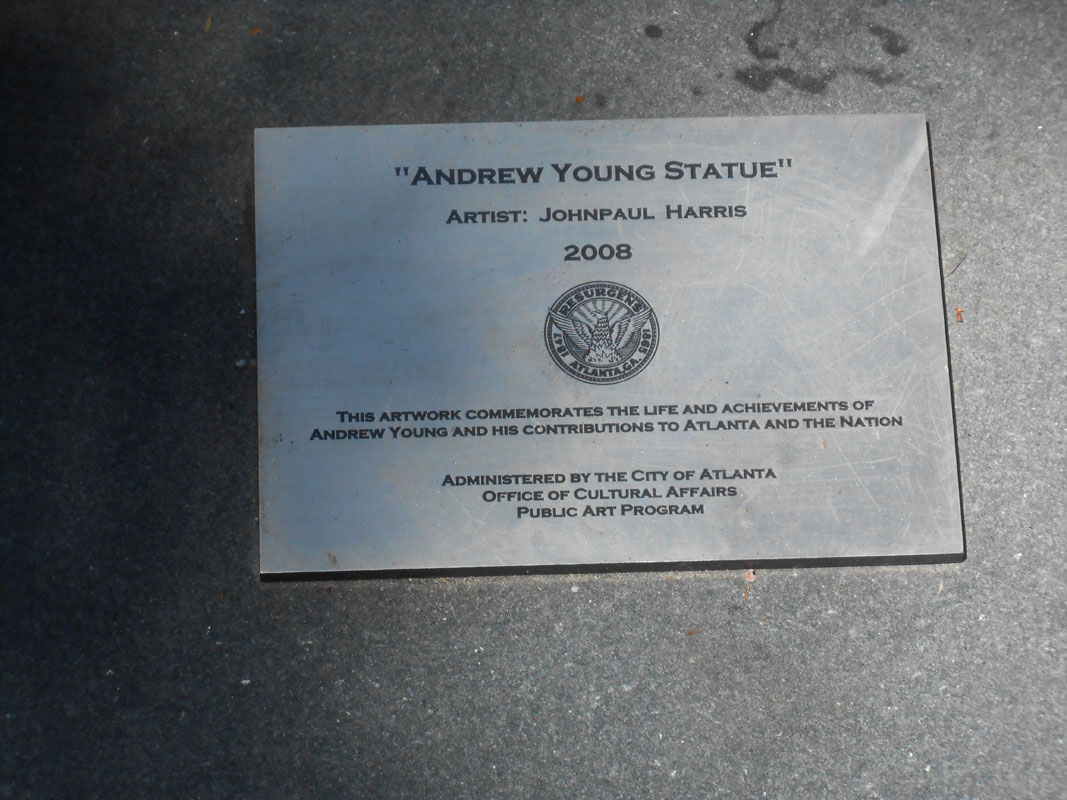 "ANDREW YOUNG STATUE"
ARTIST: JOHNPAUL HARRIS
2008
RESURGENS
1847 1865
ATLANTA, GA.
THIS ARTWORK COMMEMORATES THE LIFE AND ACHIEVEMENTS OF
ANDREW YOUNG AND HIS CONTRIBUTIONS TO ATLANTA AND THE NATION
ADMINISTERED BY THE CITY OF ATLANTA
OFFICE OF CULTURAL AFFAIRS
PUBLIC ART PROGRAM